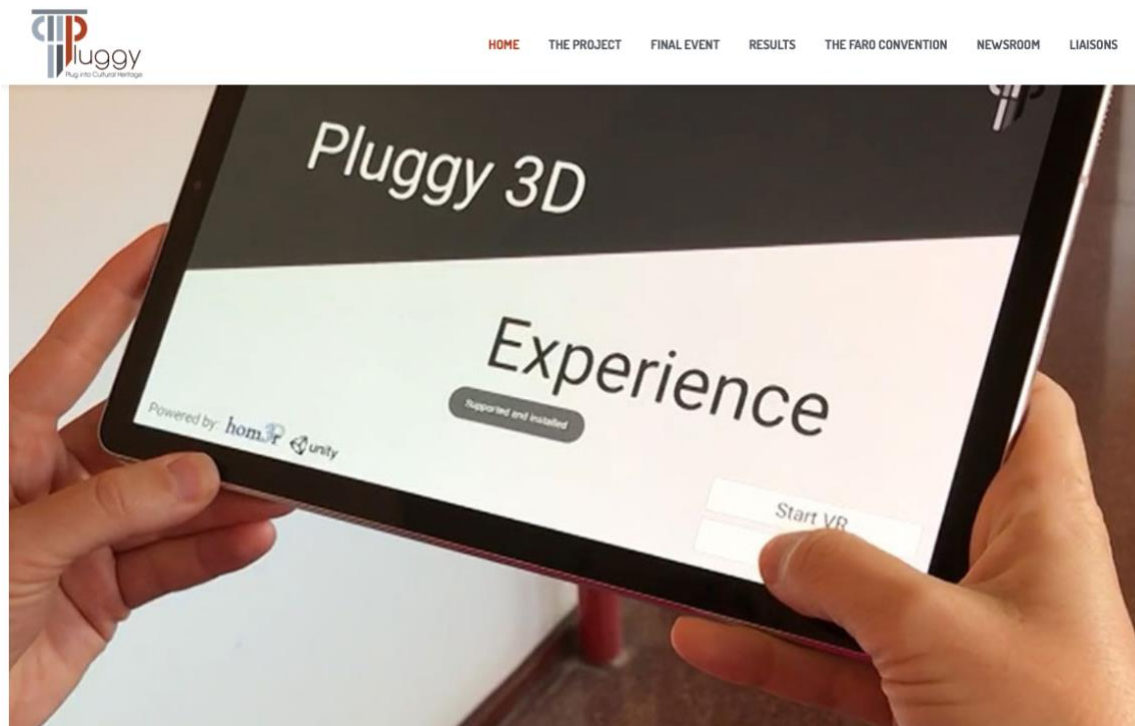 Pluggy
Plug into Cultural Heritage
HOME THE PROJECT FINAL EVENT RESULTS THE FARO CONVENTION NEWSROOM LIAISONS
Pluggy 3D
Experience
Supported and installed
Powered by: hom3r unity
Start VR